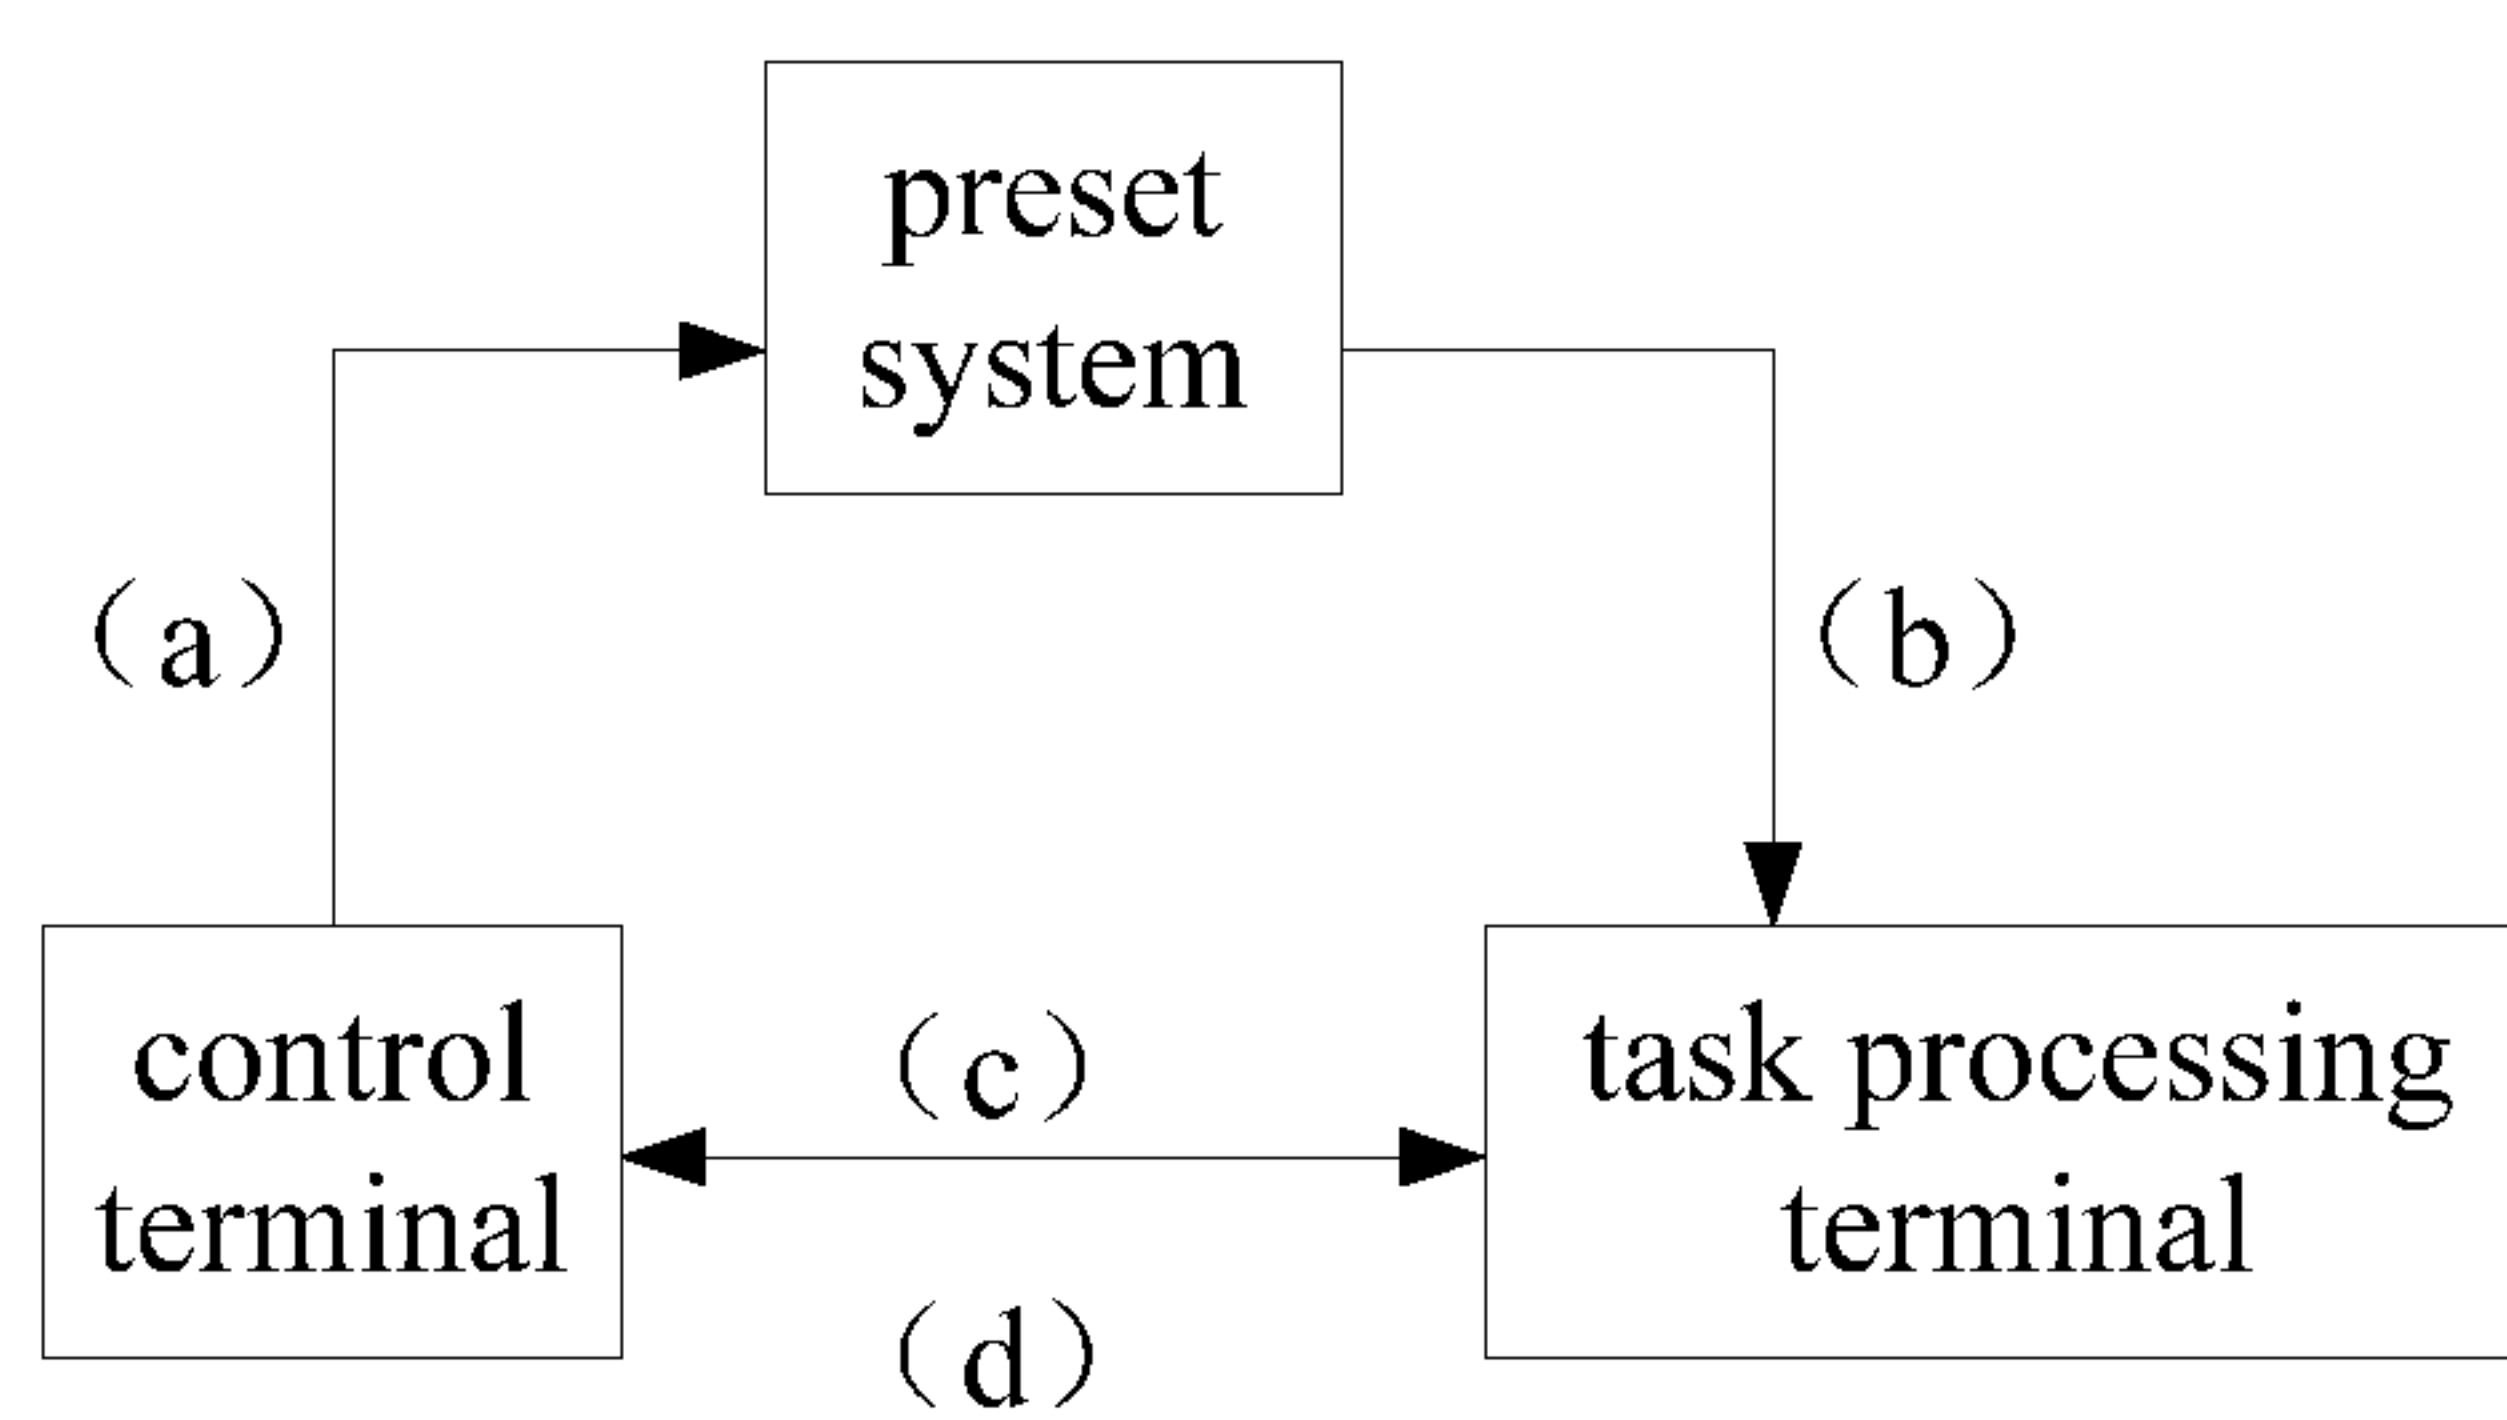 preset
system
（a）
（b）
control
terminal
（c）
（d）
task processing
terminal